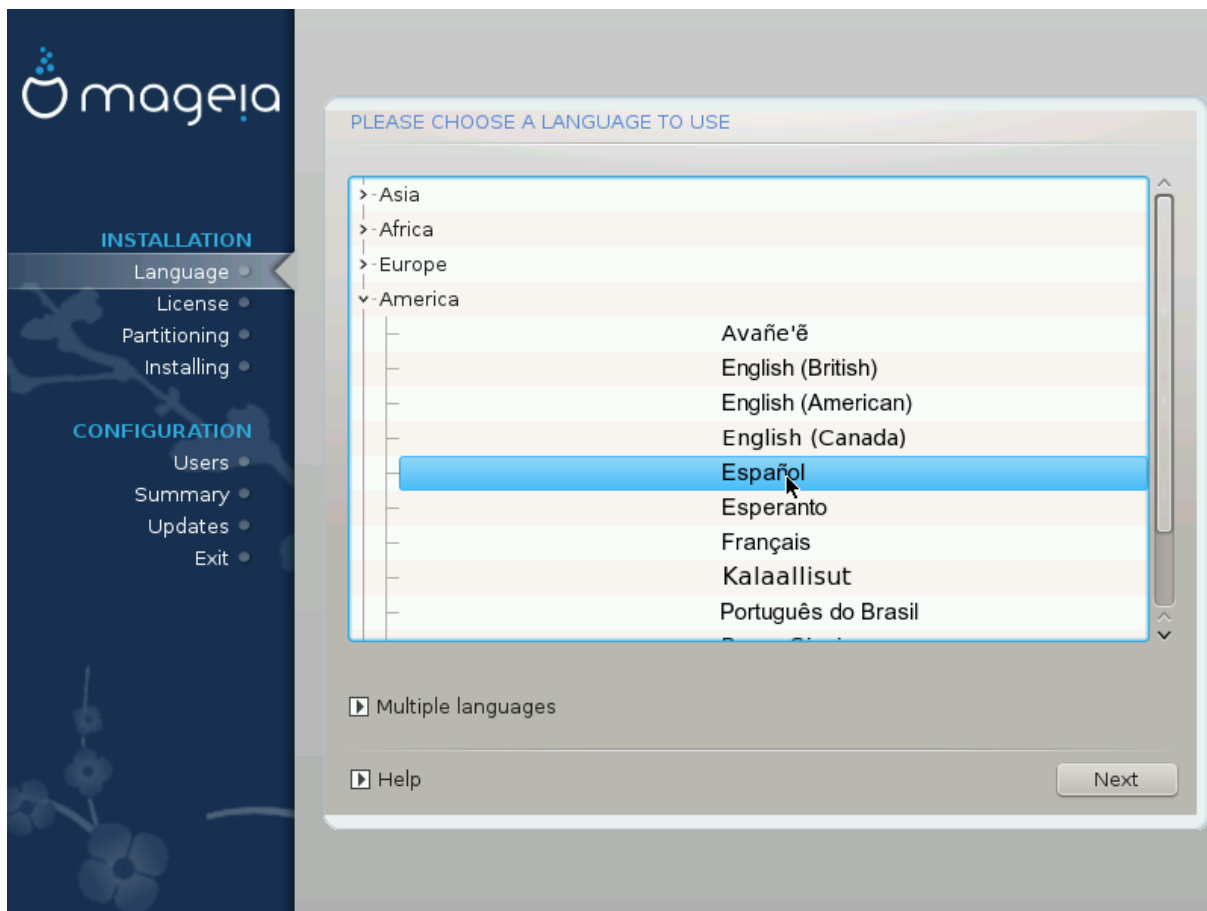 mageia
INSTALLATION
Language
License
Partitioning
Installing
CONFIGURATION
Users
Summary
Updates
Exit
PLEASE CHOOSE A LANGUAGE TO USE
Asia
Africa
Europe
America
Avañe'ẽ
English (British)
English (American)
English (Canada)
Español
Esperanto
Français
Kalaallisut
Português do Brasil
Multiple languages
Help
Next